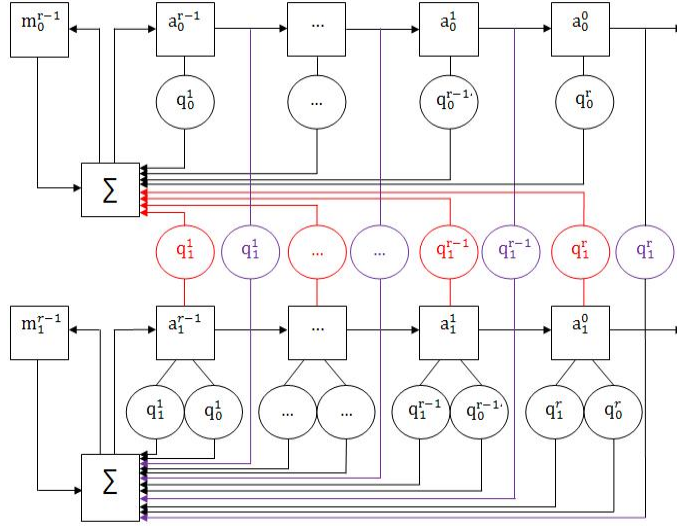 m₀ʳ⁻¹ a₀ʳ⁻¹ ... a₀¹ a₀⁰
q₀¹ ... q₀ʳ⁻¹ q₀ʳ
∑
q₁¹ q₁¹ ... ... q₁ʳ⁻¹ q₁ʳ⁻¹ q₁ʳ q₁ʳ
m₁ʳ⁻¹ a₁ʳ⁻¹ ... a₁¹ a₁⁰
q₁¹ q₀¹ ... ... q₁ʳ⁻¹ q₀ʳ⁻¹ q₁ʳ q₀ʳ
∑